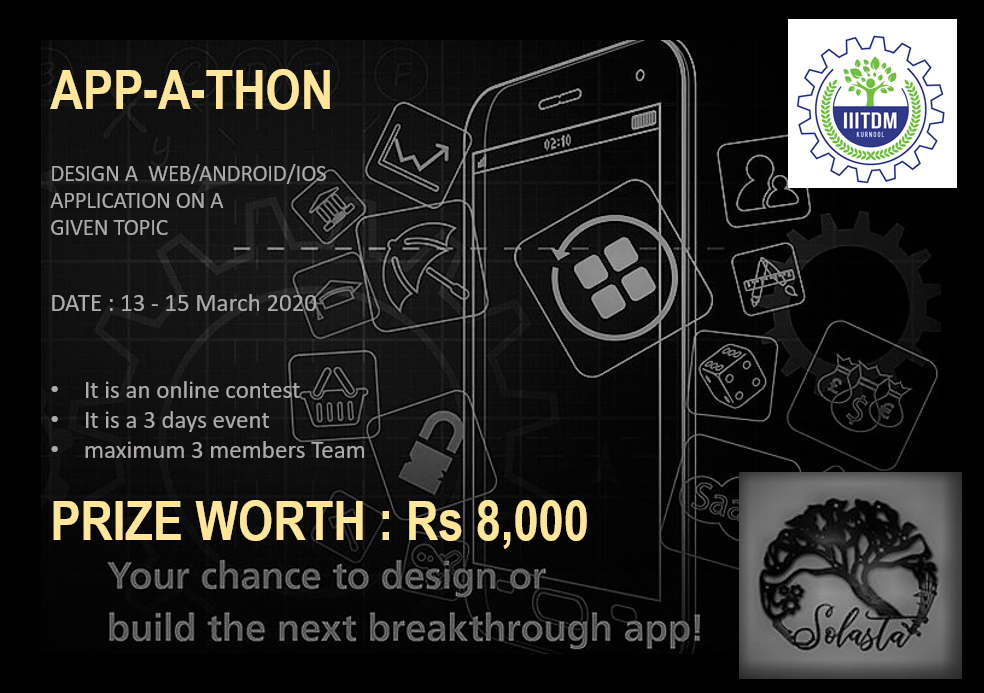 APP-A-THON
IIITDM
KURNOOL
DESIGN A WEB/ANDROID/IOS
APPLICATION ON A
GIVEN TOPIC
02:10
DATE : 13 - 15 March 2020
• It is an online contest
• It is a 3 days event
• maximum 3 members Team
SaaS
PRIZE WORTH : Rs 8,000
Your chance to design or
build the next breakthrough app!
Solasta